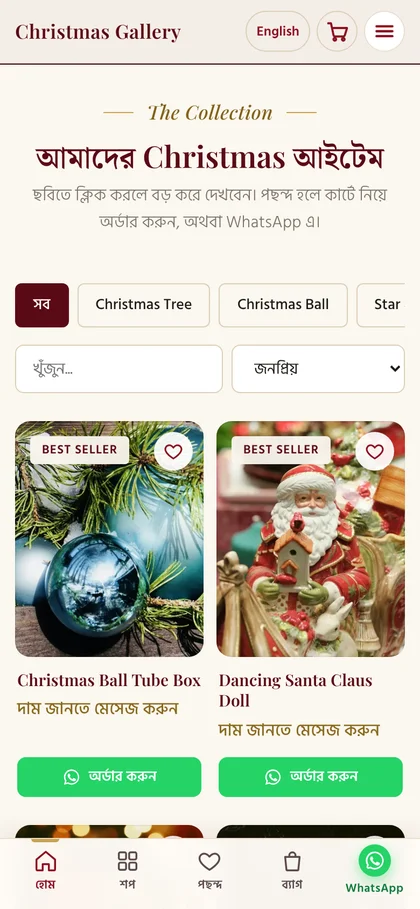 Christmas Gallery
English
The Collection
আমাদের Christmas আইটেম
ছবিতে ক্লিক করলে বড় করে দেখবেন। পছন্দ হলে কার্টে নিয়ে
অর্ডার করুন, অথবা WhatsApp এ।
সব
Christmas Tree
Christmas Ball
Star
খুঁজুন...
জনপ্রিয়
BEST SELLER
BEST SELLER
Christmas Ball Tube Box
দাম জানতে মেসেজ করুন
Dancing Santa Claus
Doll
দাম জানতে মেসেজ করুন
অর্ডার করুন
অর্ডার করুন
হোম
শপ
পছন্দ
ব্যাগ
WhatsApp